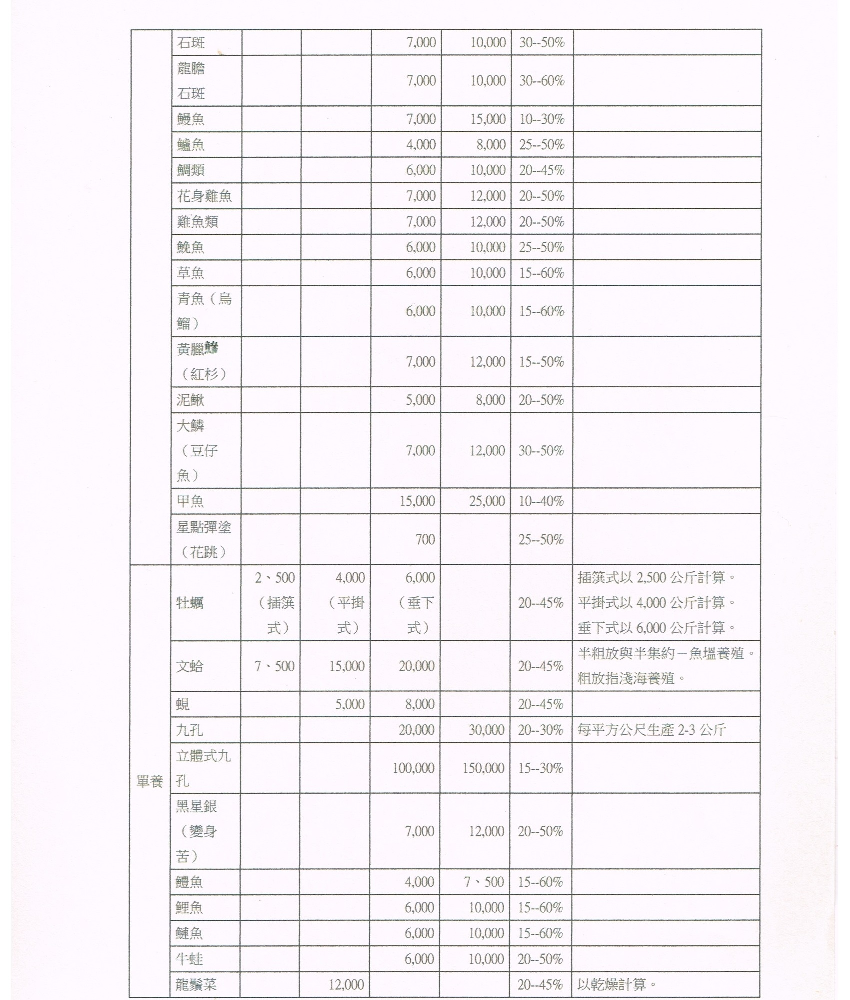 石斑 7,000 10,000 30--50%
龍膽
石斑 7,000 10,000 30--60%
鰻魚 7,000 15,000 10--30%
鱸魚 4,000 8,000 25--50%
鯛類 6,000 10,000 20--45%
花身雞魚 7,000 12,000 20--50%
雞魚類 7,000 12,000 20--50%
鮸魚 6,000 10,000 25--50%
草魚 6,000 10,000 15--60%
青魚（烏
鰡） 6,000 10,000 15--60%
黃臘鰺
（紅杉） 7,000 12,000 15--50%
泥鰍 5,000 8,000 20--50%
大鱗
（豆仔 7,000 12,000 30--50%
魚）
甲魚 15,000 25,000 10--40%
星點彈塗
（花跳） 700 25--50%
單養
牡蠣 20--45%
2、500
（插篊
式）
4,000
（平掛
式）
6,000
（垂下
式）
插篊式以 2,500 公斤計算。
平掛式以 4,000 公斤計算。
垂下式以 6,000 公斤計算。
文蛤 7、500 15,000 20,000 20--45%
半粗放與半集約－魚塭養殖。
粗放指淺海養殖。
蜆 5,000 8,000 20--45%
九孔 20,000 30,000 20--30% 每平方公尺生產 2-3 公斤
立體式九
孔 100,000 150,000 15--30%
黑星銀
（變身 7,000 12,000 20--50%
苦）
鱧魚 4,000 7、500 15--60%
鯉魚 6,000 10,000 15--60%
鰱魚 6,000 10,000 15--60%
牛蛙 6,000 10,000 20--50%
龍鬚菜 12,000 20--45% 以乾燥計算。